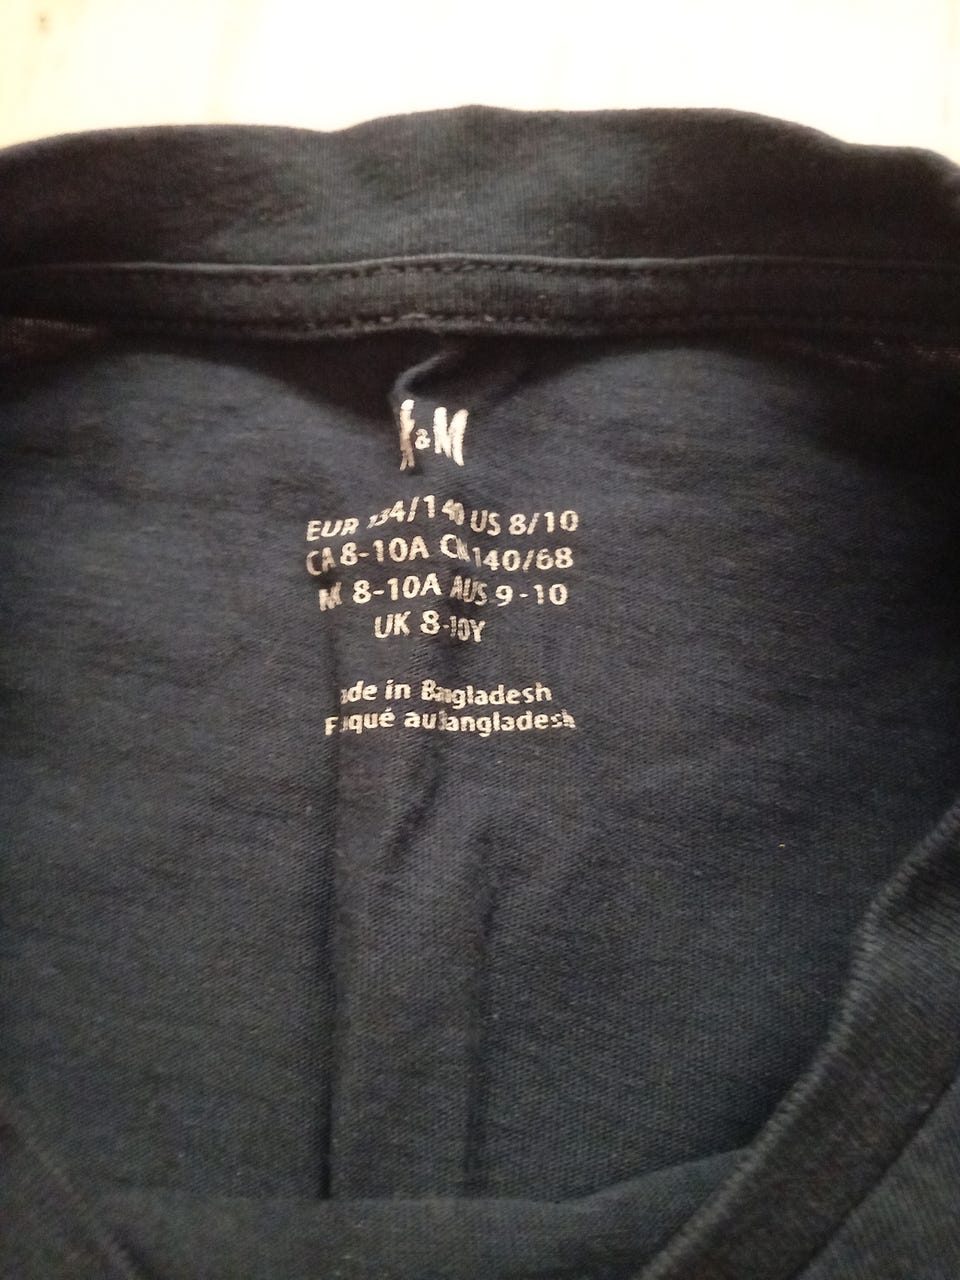 H&M
EUR 134/140 US 8/10
CA 8-10A CN 140/68
MX 8-10A AUS 9-10
UK 8-10Y
Made in Bangladesh
Fabriqué au Bangladesh